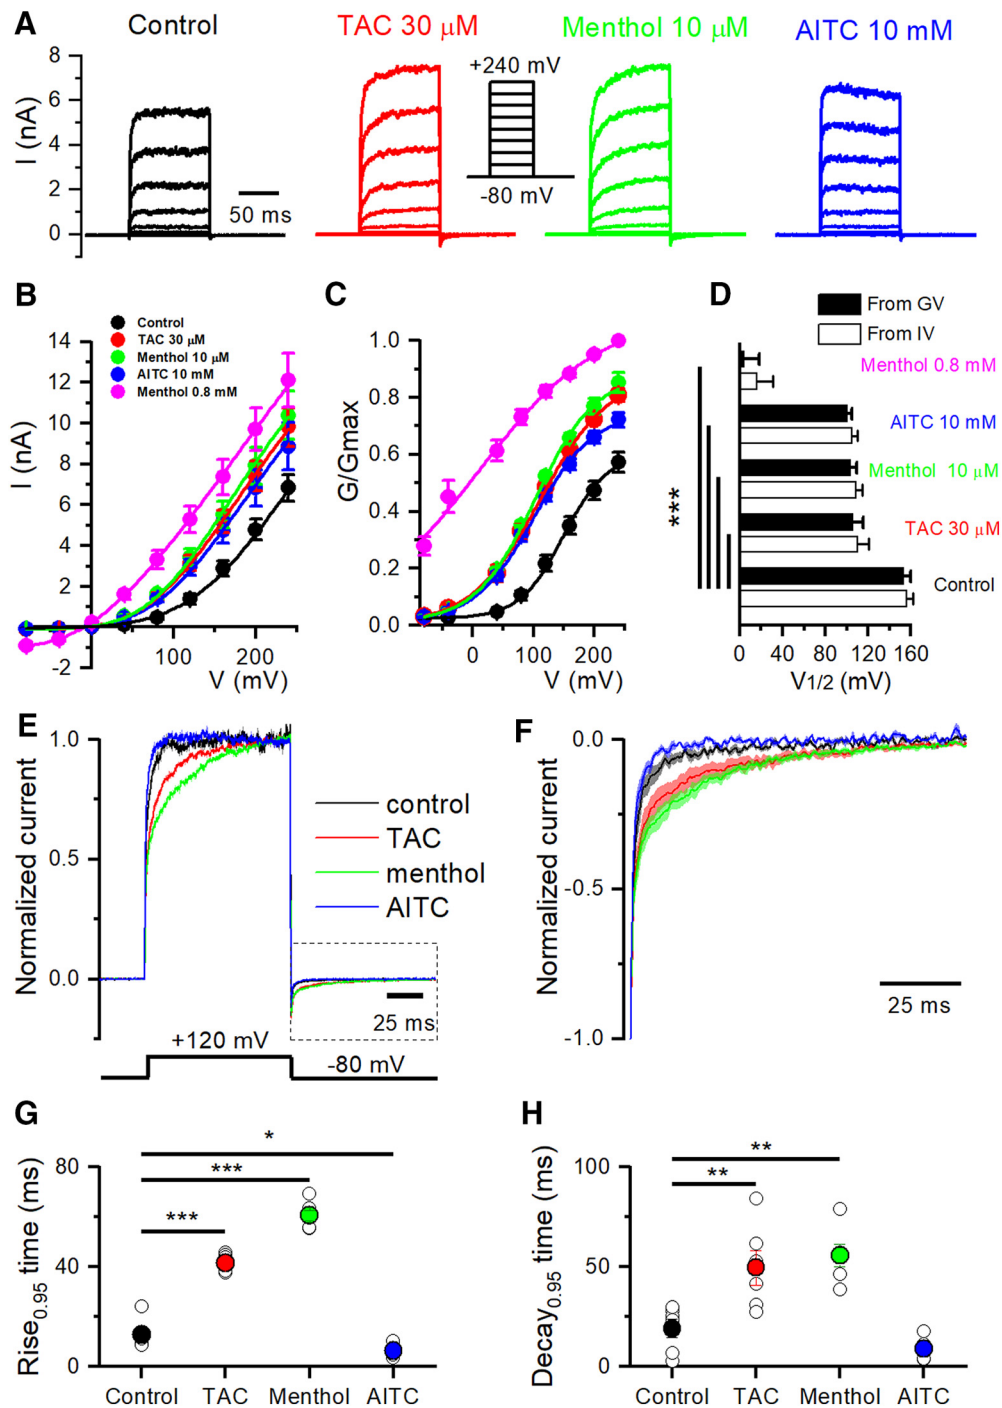 A
Control
TAC 30 μM
Menthol 10 μM
AITC 10 mM
I (nA)
8
6
4
2
0
50 ms
+240 mV
-80 mV
B
Control
TAC 30 μM
Menthol 10 μM
AITC 10 mM
Menthol 0.8 mM
I (nA)
14
12
10
8
6
4
2
-2
100
200
V (mV)
C
G/Gmax
1.0
0.8
0.6
0.4
0.2
0.0
0
100
200
V (mV)
D
From GV
From IV
Menthol 0.8 mM
AITC 10 mM
Menthol 10 μM
TAC 30 μM
Control
***
0
40
80
120
160
V1/2 (mV)
E
Normalized current
1.0
0.5
0.0
control
TAC
menthol
AITC
25 ms
+120 mV
-80 mV
F
Normalized current
0.0
-0.5
-1.0
25 ms
G
Rise0.95 time (ms)
80
40
0
*
***
***
Control
TAC
Menthol
AITC
H
Decay0.95 time (ms)
100
50
0
**
**
Control
TAC
Menthol
AITC